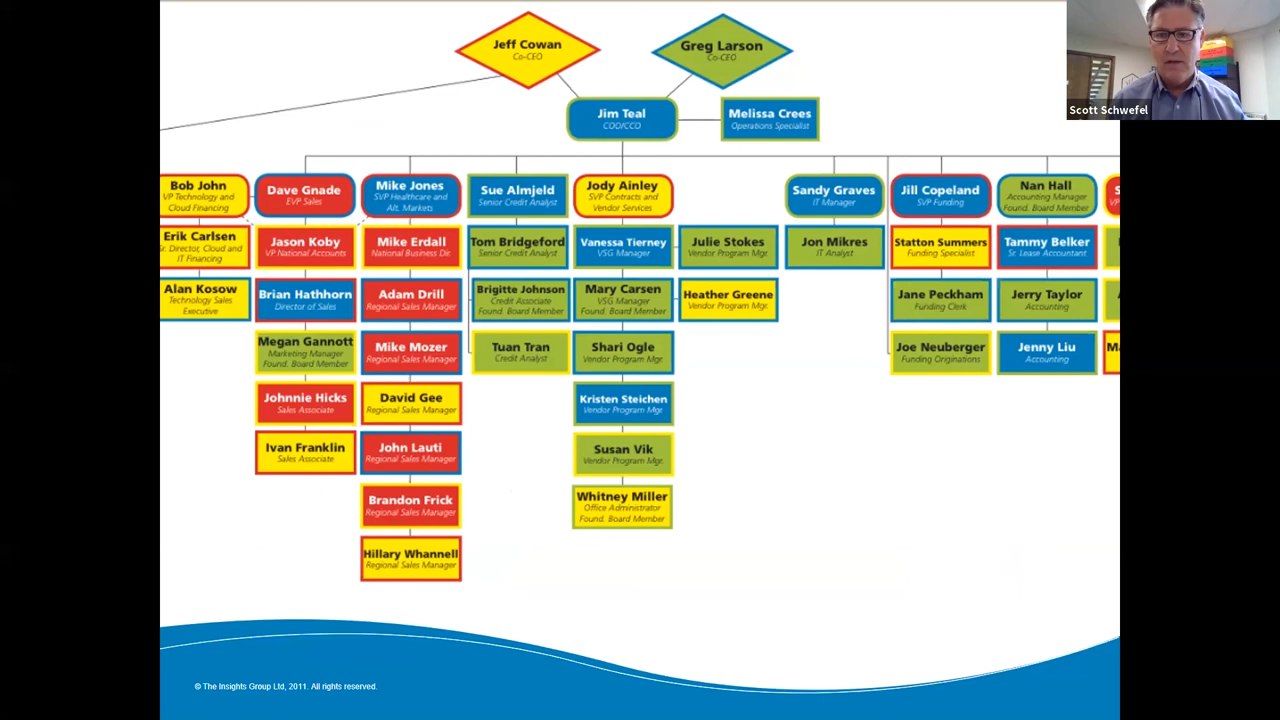 Jeff Cowan
Co-CEO
Greg Larson
Co-CEO
Scott Schwefel
Jim Teal
COO/CCO
Melissa Crees
Operations Specialist
Bob John
VP Technology and
Cloud Financing
Dave Gnade
EVP Sales
Mike Jones
SVP Healthcare and
Alt. Markets
Sue Almjeld
Senior Credit Analyst
Jody Ainley
SVP Contracts and
Vendor Services
Sandy Graves
IT Manager
Jill Copeland
SVP Funding
Nan Hall
Accounting Manager
Found. Board Member
S
VP
Erik Carlsen
Sr. Director, Cloud and
IT Financing
Jason Koby
VP National Accounts
Mike Erdall
National Business Dir.
Tom Bridgeford
Senior Credit Analyst
Vanessa Tierney
VSG Manager
Julie Stokes
Vendor Program Mgr.
Jon Mikres
IT Analyst
Statton Summers
Funding Specialist
Tammy Belker
Sr. Lease Accountant
Alan Kosow
Technology Sales
Executive
Brian Hathhorn
Director of Sales
Adam Drill
Regional Sales Manager
Brigitte Johnson
Credit Associate
Found. Board Member
Mary Carsen
VSG Manager
Found. Board Member
Heather Greene
Vendor Program Mgr.
Jane Peckham
Funding Clerk
Jerry Taylor
Accounting
Megan Gannott
Marketing Manager
Found. Board Member
Mike Mozer
Regional Sales Manager
Tuan Tran
Credit Analyst
Shari Ogle
Vendor Program Mgr.
Joe Neuberger
Funding Originations
Jenny Liu
Accounting
Ma
Johnnie Hicks
Sales Associate
David Gee
Regional Sales Manager
Kristen Steichen
Vendor Program Mgr.
Ivan Franklin
Sales Associate
John Lauti
Regional Sales Manager
Susan Vik
Vendor Program Mgr.
Brandon Frick
Regional Sales Manager
Whitney Miller
Office Administrator
Found. Board Member
Hillary Whannell
Regional Sales Manager
© The Insights Group Ltd, 2011. All rights reserved.